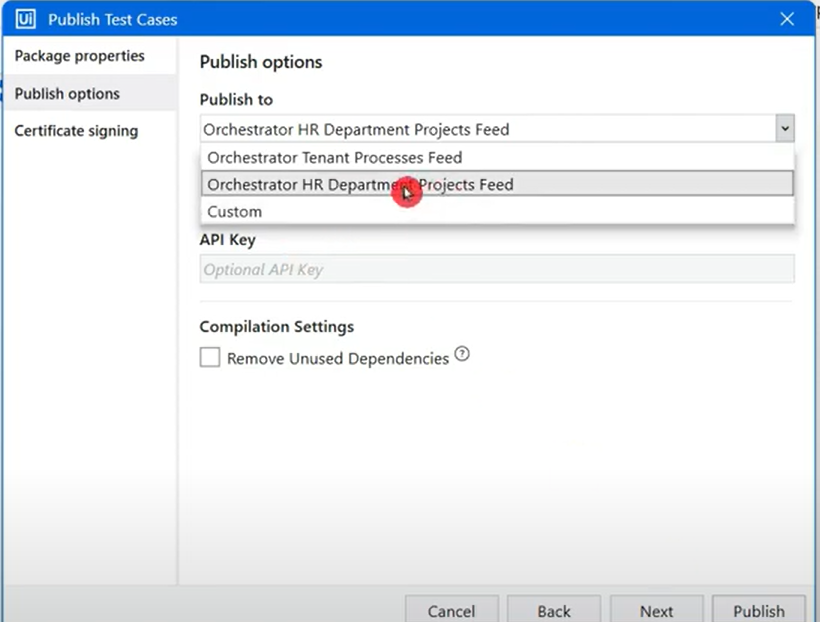 Ui Publish Test Cases
Package properties
Publish options
Certificate signing
Publish options
Publish to
Orchestrator HR Department Projects Feed
Orchestrator Tenant Processes Feed
Orchestrator HR Department Projects Feed
Custom
API Key
Optional API Key
Compilation Settings
Remove Unused Dependencies ?
Cancel
Back
Next
Publish